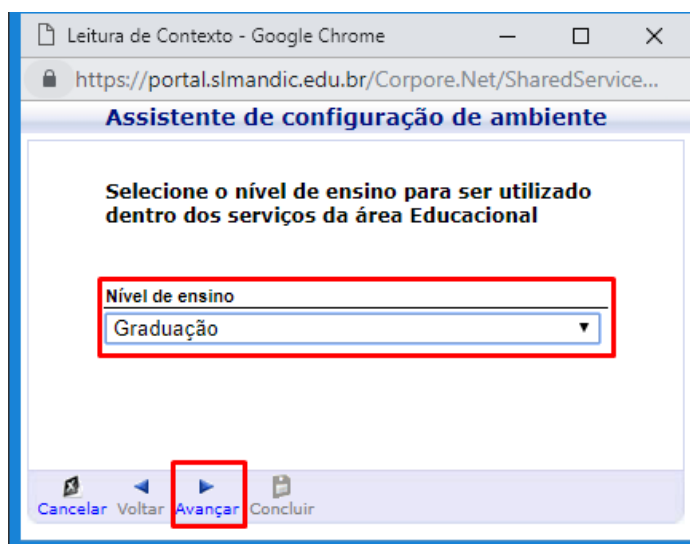 Leitura de Contexto - Google Chrome
https://portal.slmandic.edu.br/Corpore.Net/SharedService...
Assistente de configuração de ambiente
Selecione o nível de ensino para ser utilizado
dentro dos serviços da área Educacional
Nível de ensino
Graduação
Cancelar Voltar Avançar Concluir